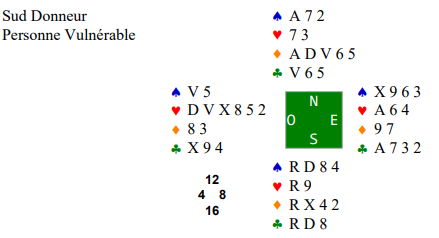 Sud Donneur
Personne Vulnérable
♠ A 7 2
♥ 7 3
♦ A D V 6 5
♣ V 6 5
♠ V 5
♥ D V X 8 5 2
♦ 8 3
♣ X 9 4
N
O E
S
♠ X 9 6 3
♥ A 6 4
♦ 9 7
♣ A 7 3 2
♠ R D 8 4
♥ R 9
♦ R X 4 2
♣ R D 8
12
4 8
16